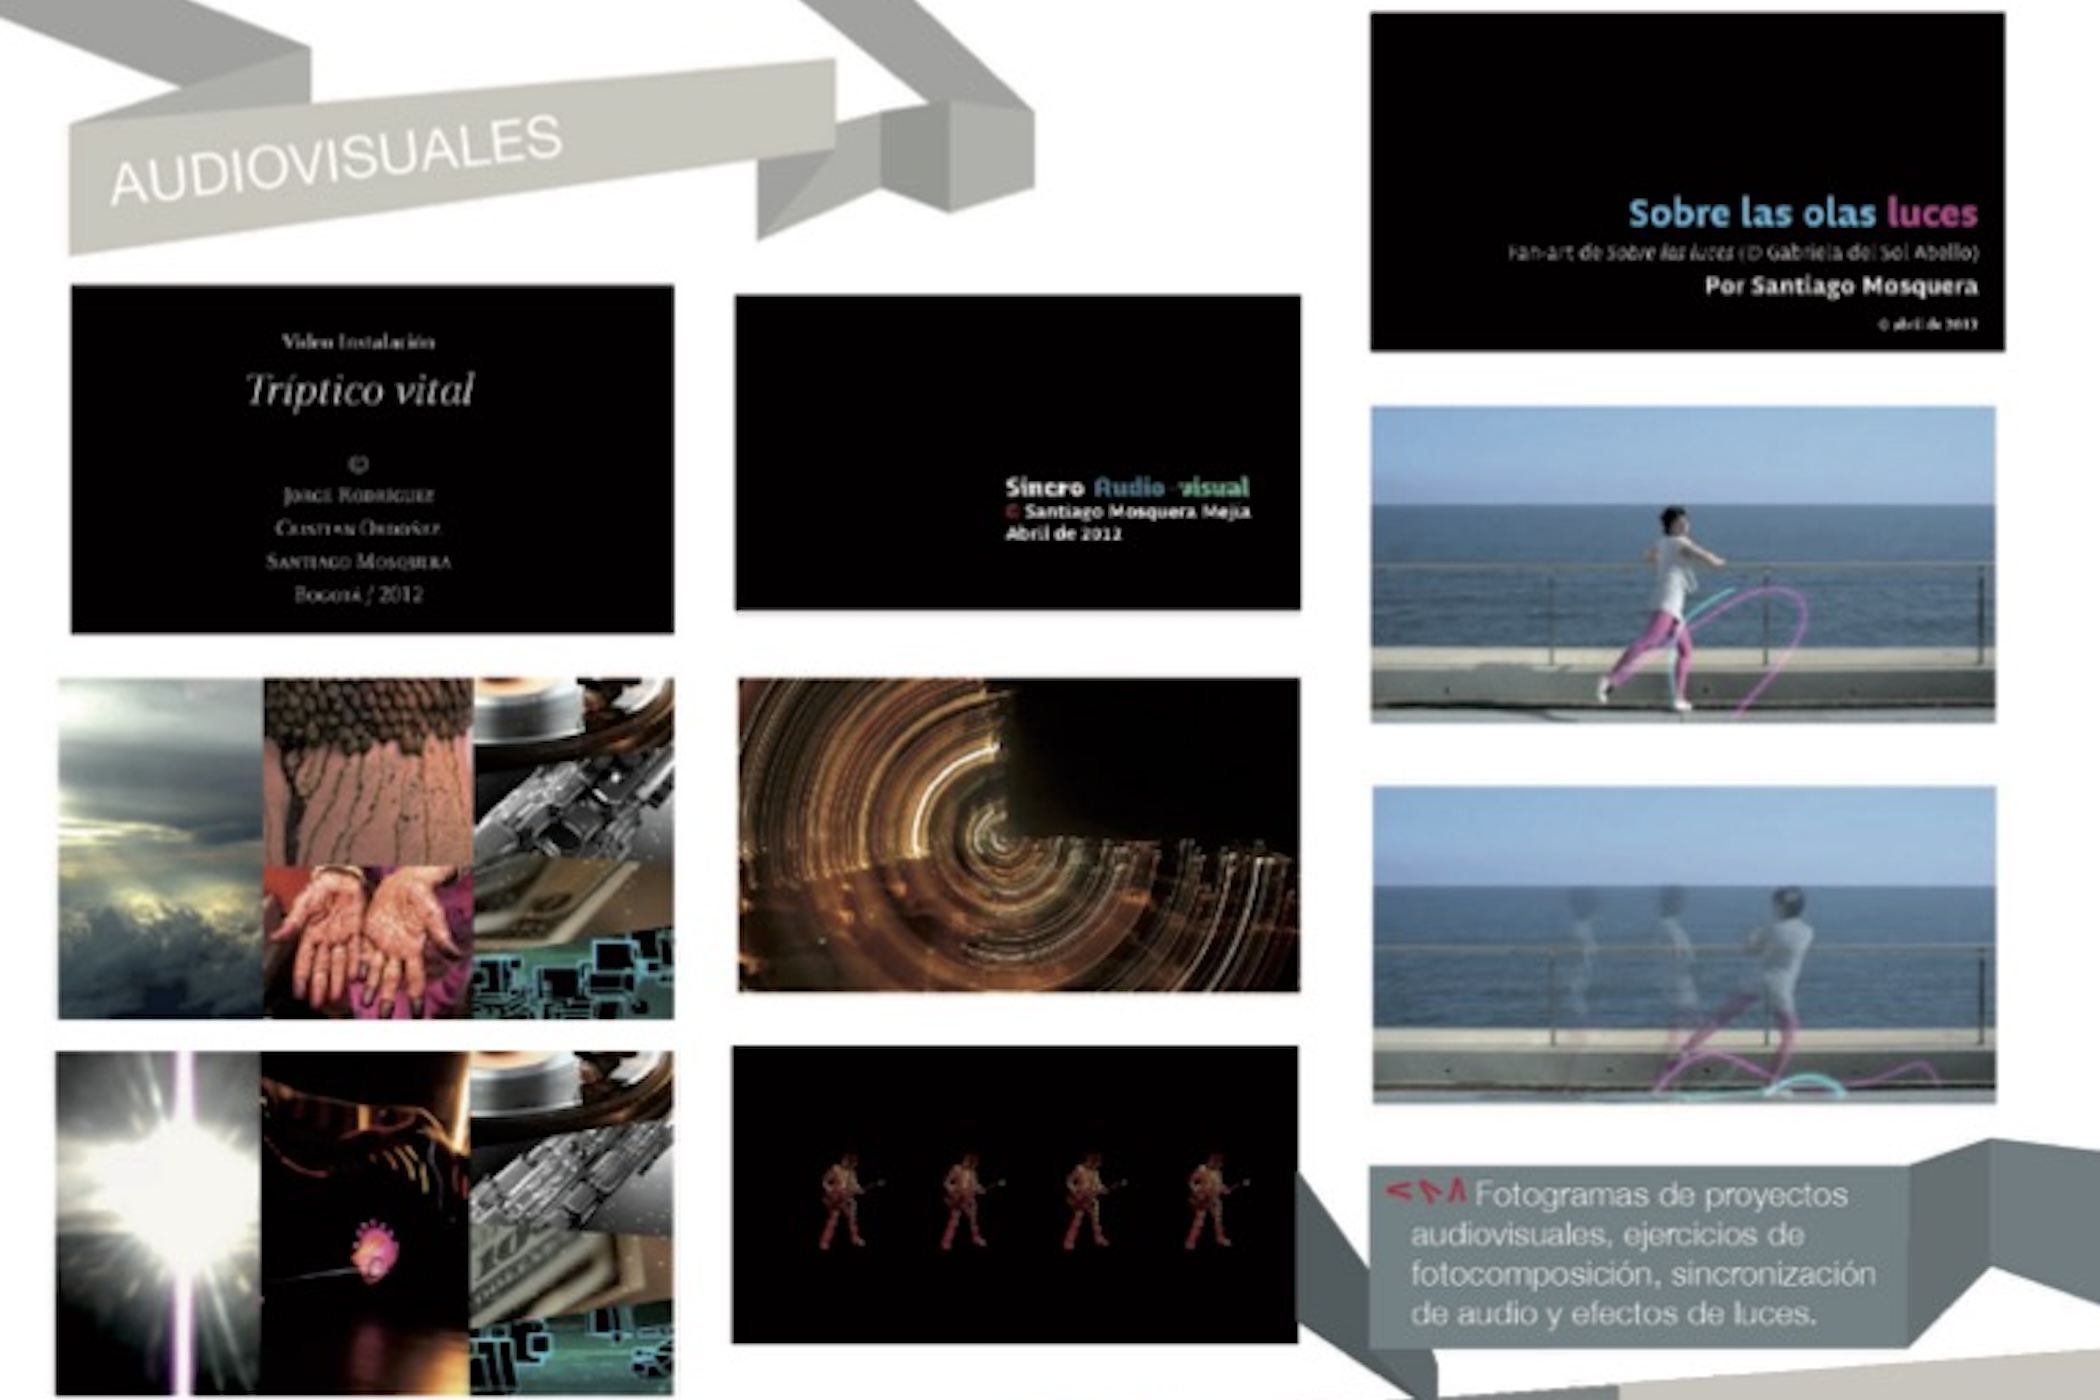 AUDIOVISUALES
Video Instalación
Tríptico vital
©
Jorge Rodríguez
Cristian Ordoñez
Santiago Mosquera
Bogotá / 2012
Sincro Audio-visual
© Santiago Mosquera Mejía
Abril de 2012
Sobre las olas luces
Fan-art de Sobre las luces (© Gabriela del Sol Abello)
Por Santiago Mosquera
© abril de 2012
Fotogramas de proyectos
audiovisuales, ejercicios de
fotocomposición, sincronización
de audio y efectos de luces.